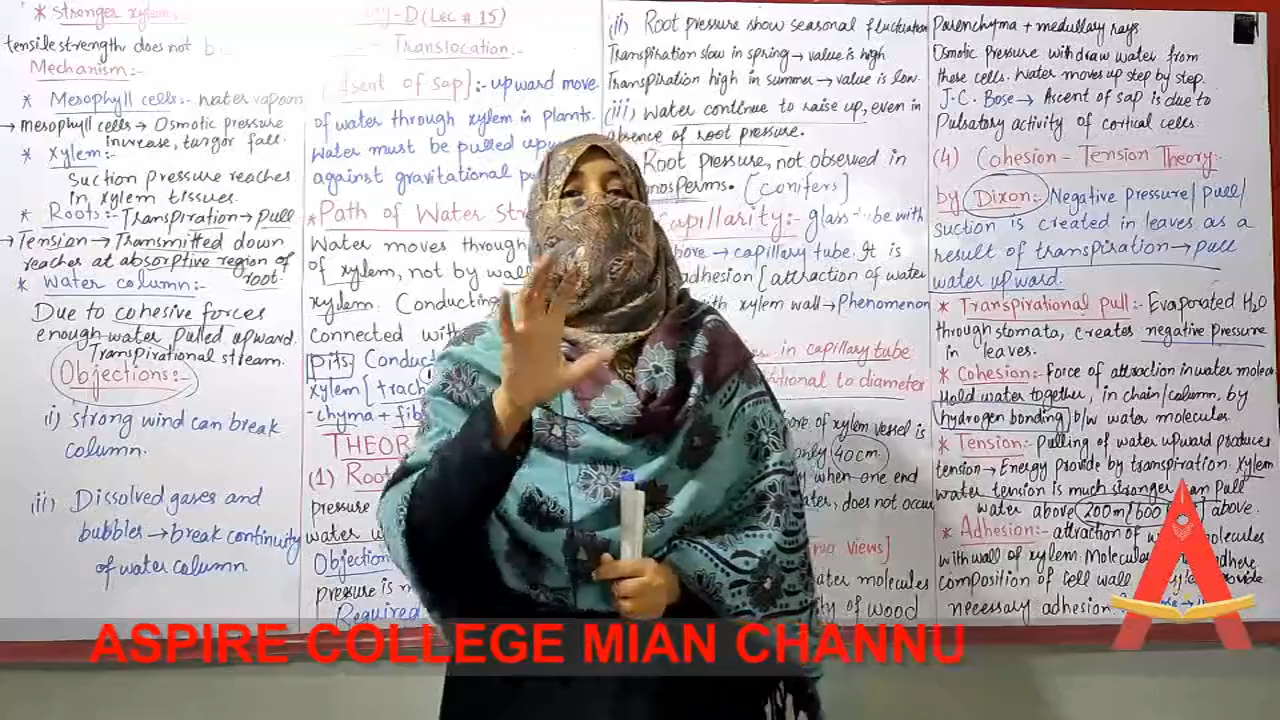 * stronger xylem
tensile strength does not b
Mechanism:-
* Mesophyll cells:- water vapours
→ mesophyll cells → Osmotic pressure
increase, turgor fall.
* Xylem:-
Suction pressure reaches
in xylem tissues.
* Roots:- Transpiration → pull
→ Tension → Transmitted down
reaches at absorptive region of
root.
* Water column:-
Due to cohesive forces
enough water pulled upward.
Transpirational stream.
Objections:-
i) strong wind can break
column.
ii) Dissolved gases and
bubbles → break continuity
of water column.
-D (Lec # 15)
Translocation:-
sent of sap]:- upward move.
of water through xylem in plants.
Water must be pulled upw
against gravitational p
* Path of Water St
Water moves through
of xylem, not by wall
xylem. Conducting
Connected with
pits
xylem [trach
-chyma + fib
THEOR
(1) Root
pressure
water
Objection
pressure is n
Required
(ii) Root pressure show seasonal fluctuation
Transpiration slow in spring → value is high
Transpiration high in summer → value is low.
(iii) Water continue to raise up, even in
absence of root pressure.
Root pressure, not observed in
nosperms. [conifers]
Capillarity:- glass tube with
bore → capillary tube. It is
adhesion [attraction of water
with xylem wall → Phenomenon
in capillary tube
tional to diameter
ore of xylem vessel is
only 40cm.
when one end
ter, does not occur
Views]
ater molecules
ty of wood
Parenchyma + medullary rays
Osmotic Pressure with draw water from
these cells. Water moves up step by step.
J.C. Bose → Ascent of sap is due to
Pulsatory activity of cortical cells.
(4) Cohesion - Tension Theory:-
by Dixon: Negative Pressure/pull/
suction is created in leaves as a
result of transpiration → pull
water upward.
* Transpirational pull:- Evaporated H2O
through stomata, creates negative pressure
in leaves.
* Cohesion:- Force of attraction in water molecu
Hold water together, in chain/column, by
hydrogen bonding b/w water molecules.
* Tension:- Pulling of water upward produces
tension → Energy provide by transpiration. Xylem
water tension is much stronger can pull
water above 200m [600 above.
* Adhesion:- attraction of molecules
with wall of xylem. Molecules adhere
composition of cell wall provide
necessary adhesion
ASPIRE COLLEGE MIAN CHANNU